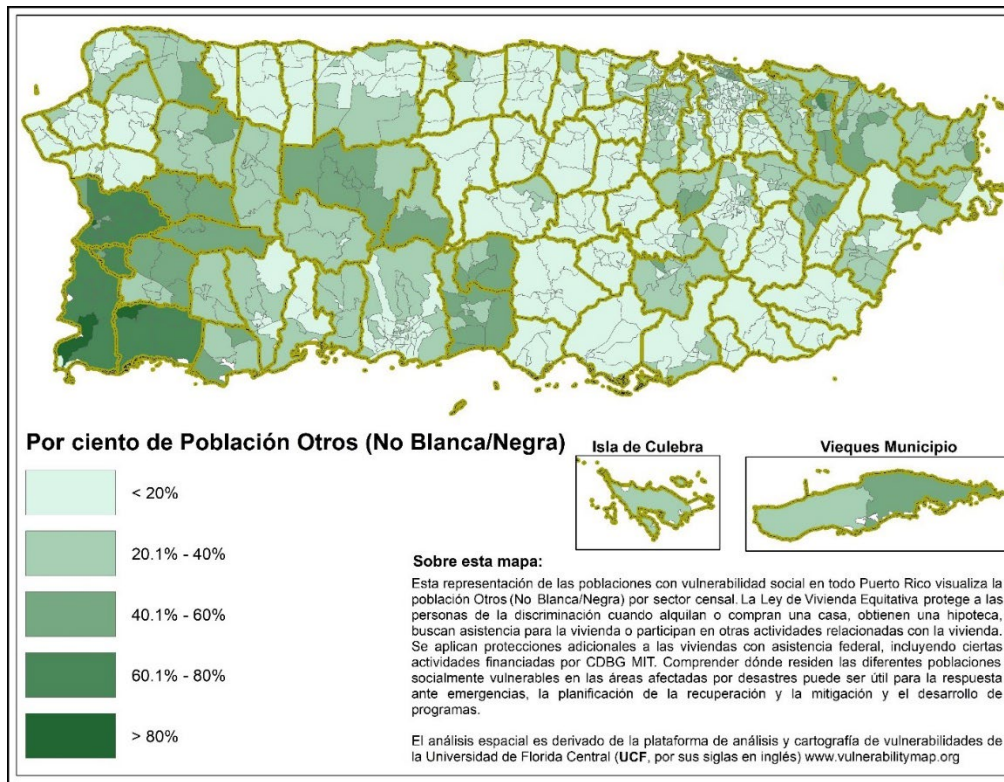 Por ciento de Población Otros (No Blanca/Negra)
< 20%
20.1% - 40%
40.1% - 60%
60.1% - 80%
> 80%
Isla de Culebra
Vieques Municipio
Sobre esta mapa:
Esta representación de las poblaciones con vulnerabilidad social en todo Puerto Rico visualiza la
población Otros (No Blanca/Negra) por sector censal. La Ley de Vivienda Equitativa protege a las
personas de la discriminación cuando alquilan o compran una casa, obtienen una hipoteca,
buscan asistencia para la vivienda o participan en otras actividades relacionadas con la vivienda.
Se aplican protecciones adicionales a las viviendas con asistencia federal, incluyendo ciertas
actividades financiadas por CDBG MIT. Comprender dónde residen las diferentes poblaciones
socialmente vulnerables en las áreas afectadas por desastres puede ser útil para la respuesta
ante emergencias, la planificación de la recuperación y la mitigación y el desarrollo de
programas.
El análisis espacial es derivado de la plataforma de análisis y cartografía de vulnerabilidades de
la Universidad de Florida Central (UCF, por sus siglas en inglés) www.vulnerabilitymap.org